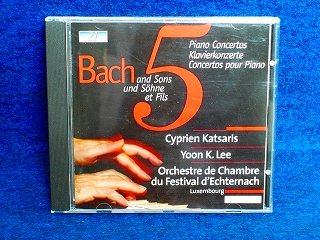 5
Piano Concertos
Klavierkonzerte
Concertos pour Piano
Bach
and Sons
und Söhne
et Fils
Cyprien Katsaris
Yoon K. Lee
Orchestre de Chambre
du Festival d'Echternach
Luxembourg